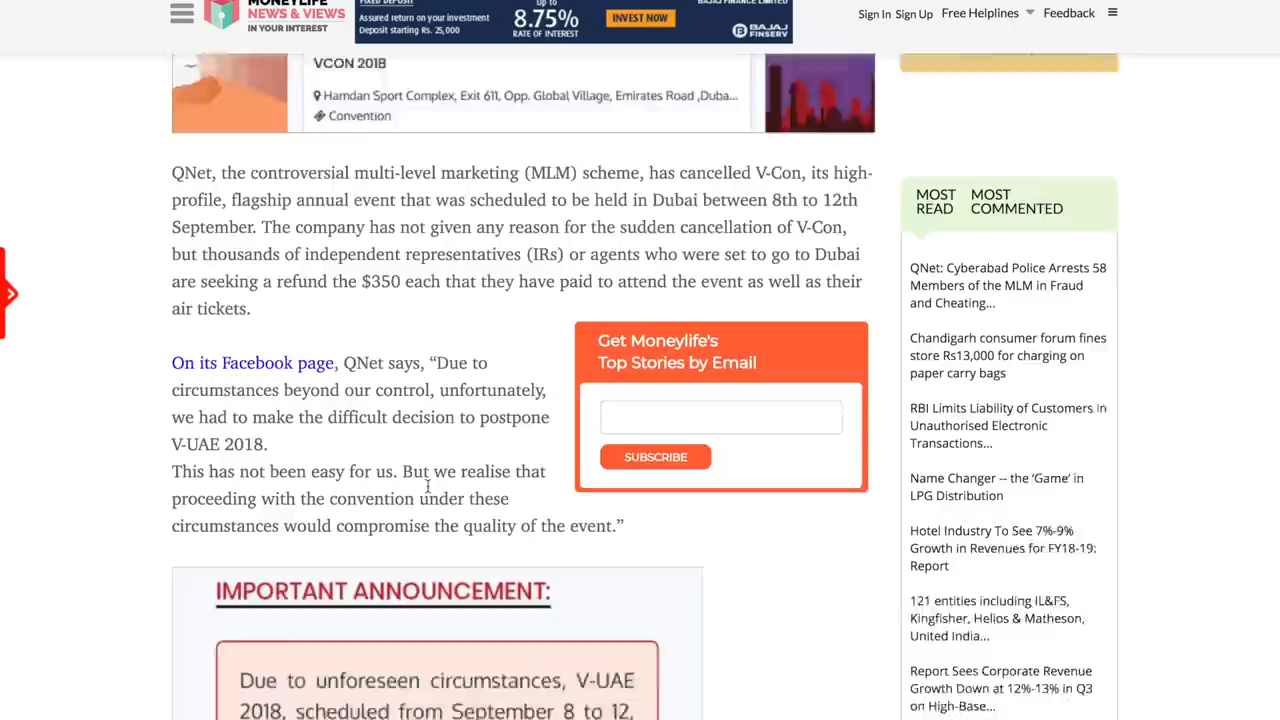 MONEYLIFE
NEWS & VIEWS
IN YOUR INTEREST
FIXED DEPOSIT
Assured return on your investment
Deposit starting Rs. 25,000
Up to
8.75%
RATE OF INTEREST
INVEST NOW
BAJAJ FINANCE LIMITED
BAJAJ
FINSERV
Sign In Sign Up Free Helplines Feedback
VCON 2018
Hamdan Sport Complex, Exit 611, Opp. Global Village, Emirates Road ,Duba...
Convention
QNet, the controversial multi-level marketing (MLM) scheme, has cancelled V-Con, its high-
profile, flagship annual event that was scheduled to be held in Dubai between 8th to 12th
September. The company has not given any reason for the sudden cancellation of V-Con,
but thousands of independent representatives (IRs) or agents who were set to go to Dubai
are seeking a refund the $350 each that they have paid to attend the event as well as their
air tickets.
On its Facebook page, QNet says, “Due to
circumstances beyond our control, unfortunately,
we had to make the difficult decision to postpone
V-UAE 2018.
This has not been easy for us. But we realise that
proceeding with the convention under these
circumstances would compromise the quality of the event.”
Get Moneylife's
Top Stories by Email
SUBSCRIBE
IMPORTANT ANNOUNCEMENT:
Due to unforeseen circumstances, V-UAE
2018, scheduled from September 8 to 12,
MOST
READ
MOST
COMMENTED
QNet: Cyberabad Police Arrests 58
Members of the MLM in Fraud
and Cheating...
Chandigarh consumer forum fines
store Rs13,000 for charging on
paper carry bags
RBI Limits Liability of Customers In
Unauthorised Electronic
Transactions...
Name Changer -- the ‘Game’ in
LPG Distribution
Hotel Industry To See 7%-9%
Growth in Revenues for FY18-19:
Report
121 entities including IL&FS,
Kingfisher, Helios & Matheson,
United India...
Report Sees Corporate Revenue
Growth Down at 12%-13% in Q3
on High-Base...